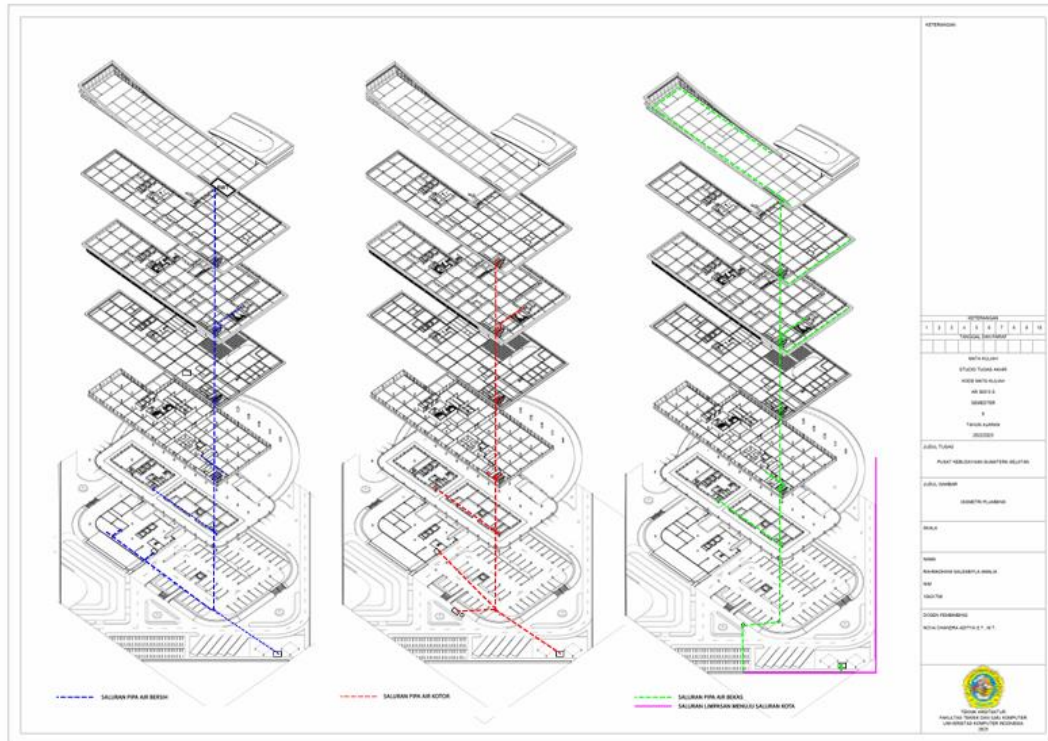 KETERANGAN
SALURAN PIPA AIR BERSIH
SALURAN PIPA AIR KOTOR
SALURAN PIPA AIR BEKAS
SALURAN LIMPASAN MENUJU SALURAN KOTA
KETERANGAN
1 2 3 4 5 6 7 8 9 10
TANGGAL DAN PARAF
MATA KULIAH
STUDIO TUGAS AKHIR
KODE MATA KULIAH
SEMESTER
TAHUN AJARAN
JUDUL TUGAS
PUSAT KEBUDAYAAN SUMATERA SELATAN
JUDUL GAMBAR
ISOMETRI PLUMBING
SKALA
NAMA
NIM
DOSEN PEMBIMBING
TEKNIK ARSITEKTUR
FAKULTAS TEKNIK DAN ILMU KOMPUTER
UNIVERSITAS KOMPUTER INDONESIA